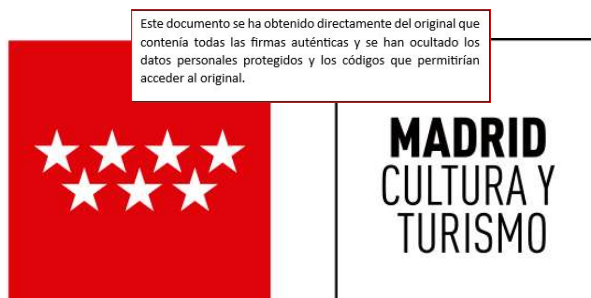 Este documento se ha obtenido directamente del original que
contenía todas las firmas auténticas y se han ocultado los
datos personales protegidos y los códigos que permitirían
acceder al original.
MADRID
CULTURA Y
TURISMO